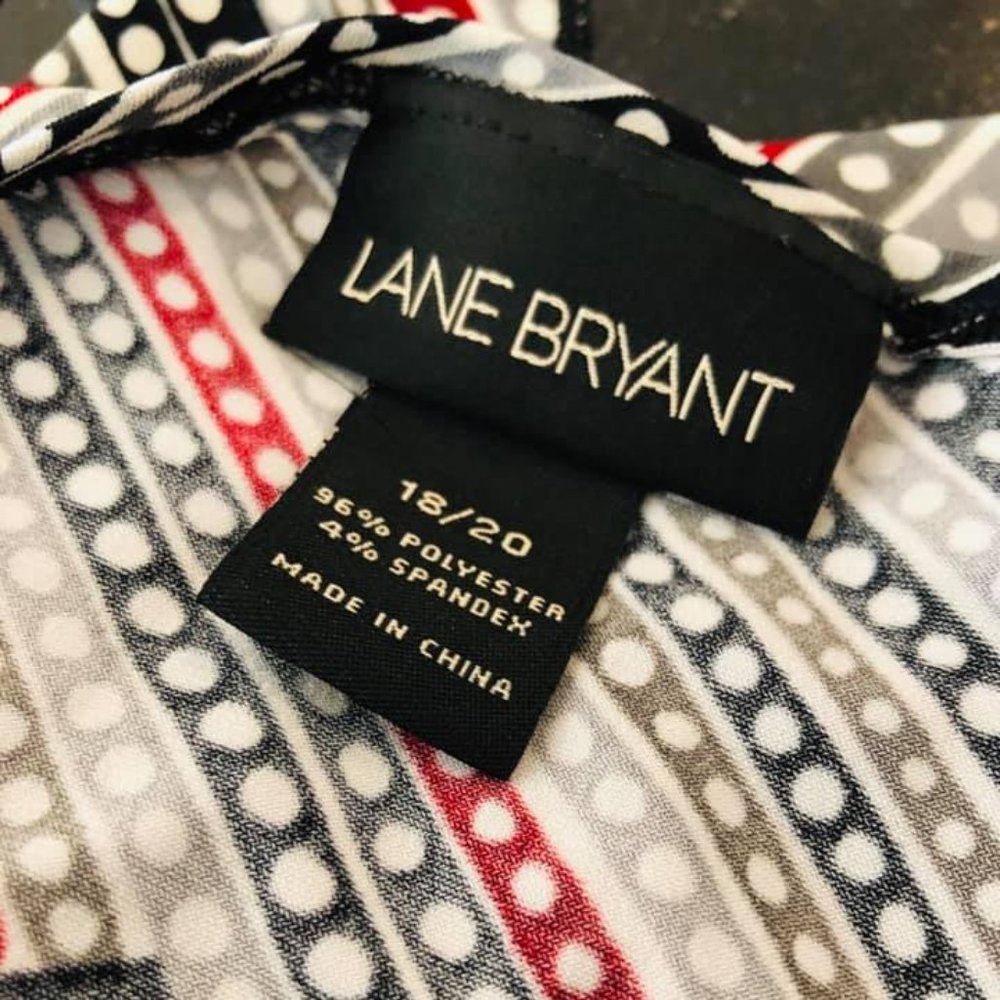 LANE BRYANT
18/20
96% POLYESTER
4% SPANDEX
MADE IN CHINA